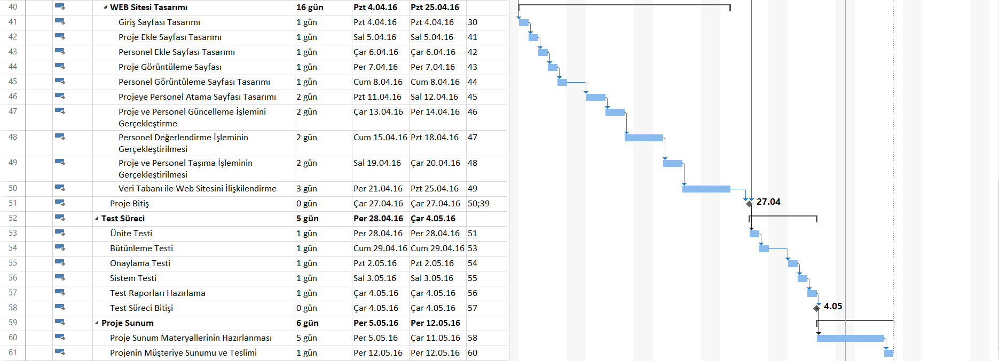 40 WEB Sitesi Tasarımı 16 gün Pzt 4.04.16 Pzt 25.04.16
41 Giriş Sayfası Tasarımı 1 gün Pzt 4.04.16 Pzt 4.04.16 30
42 Proje Ekle Sayfası Tasarımı 1 gün Sal 5.04.16 Sal 5.04.16 41
43 Personel Ekle Sayfası Tasarımı 1 gün Çar 6.04.16 Çar 6.04.16 42
44 Proje Görüntüleme Sayfası 1 gün Per 7.04.16 Per 7.04.16 43
45 Personel Görüntüleme Sayfası Tasarımı 1 gün Cum 8.04.16 Cum 8.04.16 44
46 Projeye Personel Atama Sayfası Tasarımı 2 gün Pzt 11.04.16 Sal 12.04.16 45
47 Proje ve Personel Güncelleme İşlemini 2 gün Çar 13.04.16 Per 14.04.16 46
Gerçekleştirme
48 Personel Değerlendirme İşleminin 2 gün Cum 15.04.16 Pzt 18.04.16 47
Gerçekleştirilmesi
49 Proje ve Personel Taşıma İşleminin 2 gün Sal 19.04.16 Çar 20.04.16 48
Gerçekleştirilmesi
50 Veri Tabanı ile Web Sitesini İlişkilendirme 3 gün Per 21.04.16 Pzt 25.04.16 49
51 Proje Bitiş 0 gün Çar 27.04.16 Çar 27.04.16 50;39 27.04
52 Test Süreci 5 gün Per 28.04.16 Çar 4.05.16
53 Ünite Testi 1 gün Per 28.04.16 Per 28.04.16 51
54 Bütünleme Testi 1 gün Cum 29.04.16 Cum 29.04.16 53
55 Onaylama Testi 1 gün Pzt 2.05.16 Pzt 2.05.16 54
56 Sistem Testi 1 gün Sal 3.05.16 Sal 3.05.16 55
57 Test Raporları Hazırlama 1 gün Çar 4.05.16 Çar 4.05.16 56
58 Test Süreci Bitişi 0 gün Çar 4.05.16 Çar 4.05.16 57 4.05
59 Proje Sunum 6 gün Per 5.05.16 Per 12.05.16
60 Proje Sunum Materyallerinin Hazırlanması 5 gün Per 5.05.16 Çar 11.05.16 58
61 Projenin Müşteriye Sunumu ve Teslimi 1 gün Per 12.05.16 Per 12.05.16 60